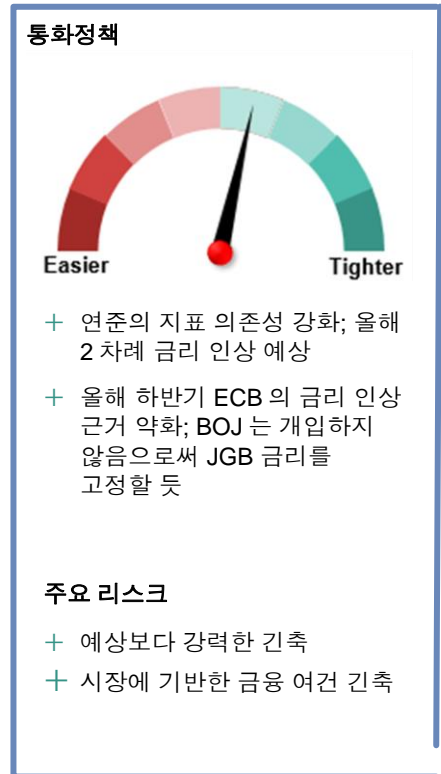 통화정책
Easier
Tighter
+ 연준의 지표 의존성 강화; 올해
2 차례 금리 인상 예상
+ 올해 하반기 ECB 의 금리 인상
근거 약화; BOJ 는 개입하지
않음으로써 JGB 금리를
고정할 듯
주요 리스크
+ 예상보다 강력한 긴축
+ 시장에 기반한 금융 여건 긴축